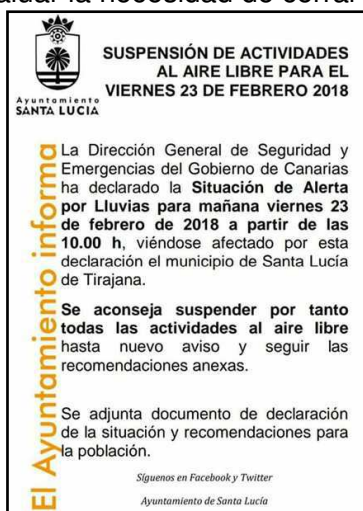 SUSPENSIÓN DE ACTIVIDADES
AL AIRE LIBRE PARA EL
VIERNES 23 DE FEBRERO 2018
Ayuntamiento
SANTA LUCIA
El Ayuntamiento informa
La Dirección General de Seguridad y
Emergencias del Gobierno de Canarias
ha declarado la Situación de Alerta
por Lluvias para mañana viernes 23
de febrero de 2018 a partir de las
10.00 h, viéndose afectado por esta
declaración el municipio de Santa Lucía
de Tirajana.
Se aconseja suspender por tanto
todas las actividades al aire libre
hasta nuevo aviso y seguir las
recomendaciones anexas.
Se adjunta documento de declaración
de la situación y recomendaciones para
la población.
Síguenos en Facebook y Twitter
Ayuntamiento de Santa Lucía